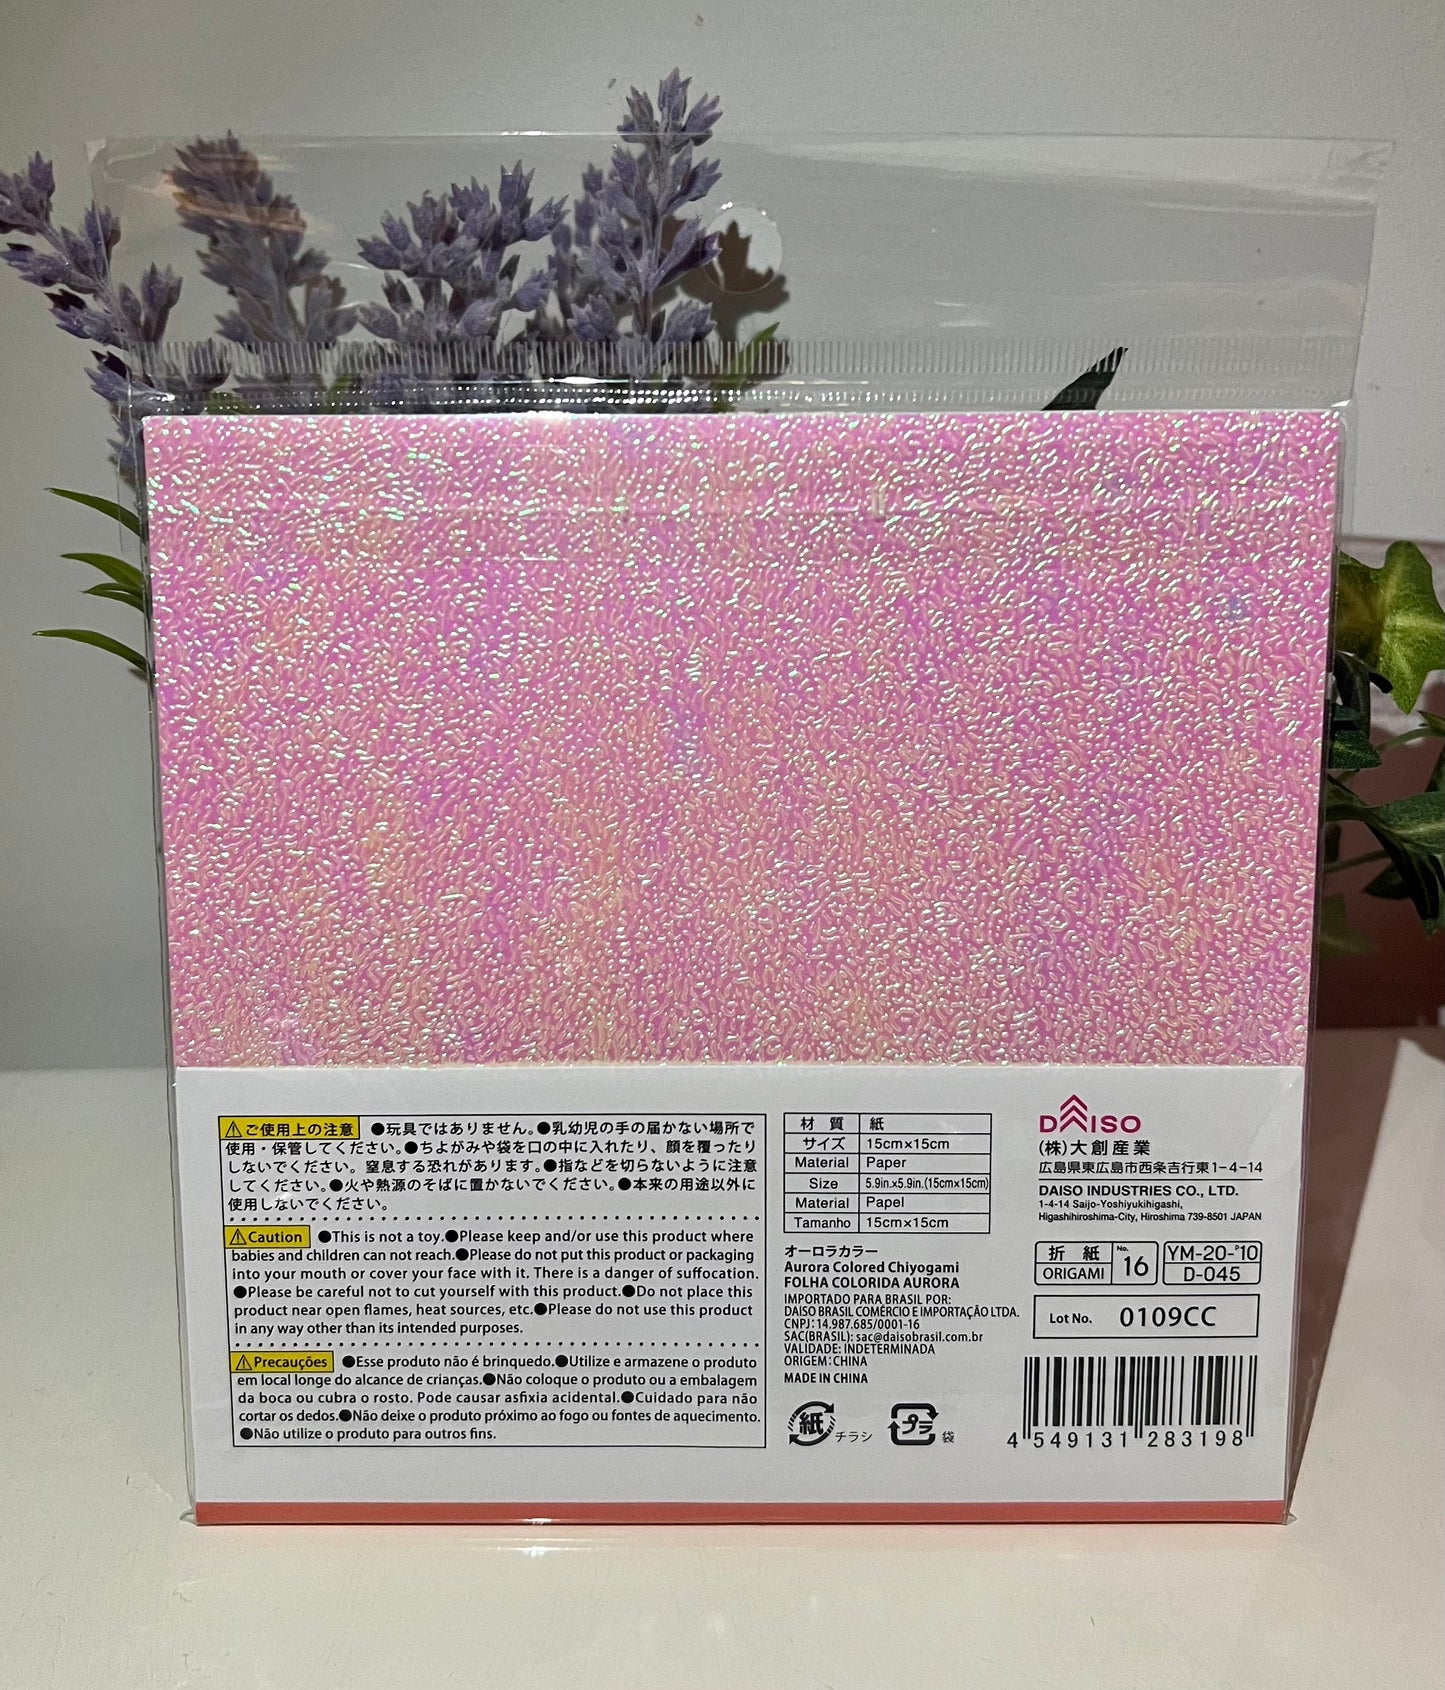 ⚠ご使用上の注意 ●玩具ではありません。●乳幼児の手の届かない場所で
使用・保管してください。●ちよがみや袋を口の中に入れたり、顔を覆ったり
しないでください。窒息する恐れがあります。●指などを切らないように注意
してください。●火や熱源のそばに置かないでください。●本来の用途以外に
使用しないでください。
⚠Caution ●This is not a toy.●Please keep and/or use this product where
babies and children can not reach.●Please do not put this product or packaging
into your mouth or cover your face with it. There is a danger of suffocation.
●Please be careful not to cut yourself with this product.●Do not place this
product near open flames, heat sources, etc.●Please do not use this product
in any way other than its intended purposes.
⚠Precauções ●Esse produto não é brinquedo.●Utilize e armazene o produto
em local longe do alcance de crianças.●Não coloque o produto ou a embalagem
da boca ou cubra o rosto. Pode causar asfixia acidental.●Cuidado para não
cortar os dedos.●Não deixe o produto próximo ao fogo ou fontes de aquecimento.
●Não utilize o produto para outros fins.
材質 紙
サイズ 15cm×15cm
Material Paper
Size 5.9in.×5.9in.(15cm×15cm)
Material Papel
Tamanho 15cm×15cm
オーロラカラー
Aurora Colored Chiyogami
FOLHA COLORIDA AURORA
IMPORTADO PARA BRASIL POR:
DAISO BRASIL COMÉRCIO E IMPORTAÇÃO LTDA.
CNPJ:14.987.685/0001-16
SAC(BRASIL): sac@daisobrasil.com.br
VALIDADE: INDETERMINADA
ORIGEM:CHINA
MADE IN CHINA
紙 チラシ
プラ 袋
DAISO
(株)大創産業
広島県東広島市西条吉行東1-4-14
DAISO INDUSTRIES CO., LTD.
1-4-14 Saijo-Yoshiyukihigashi,
Higashihiroshima-City, Hiroshima 739-8501 JAPAN
折紙 No. 16
ORIGAMI
YM-20-P10
D-045
Lot No. 0109CC
4 549131 283198